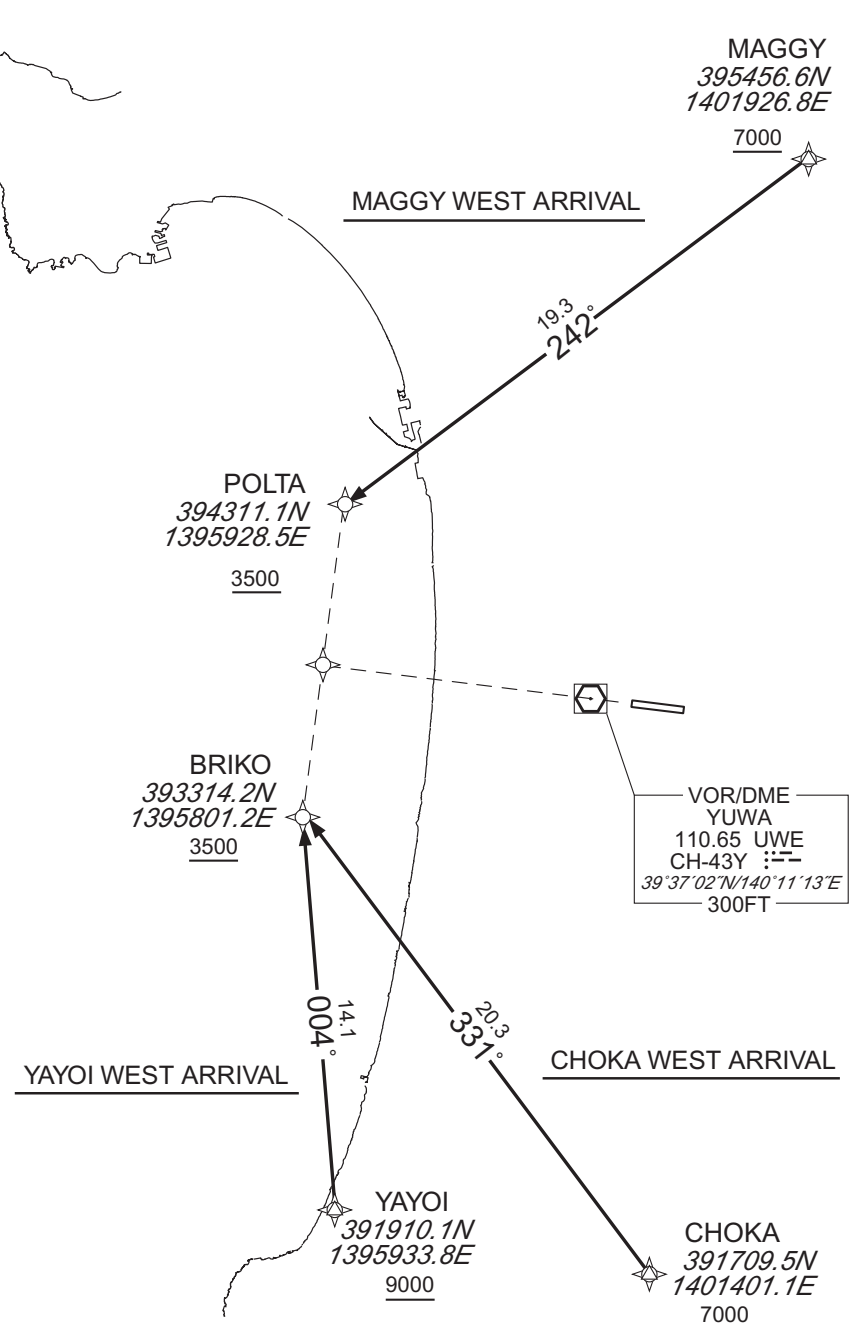 MAGGY
395456.6N
1401926.8E
7000
MAGGY WEST ARRIVAL
19.3
242°
POLTA
394311.1N
1395928.5E
3500
BRIKO
393314.2N
1395801.2E
3500
VOR/DME
YUWA
110.65 UWE
CH-43Y
39°37´02˝N/140°11´13˝E
300FT
14.1
004°
20.3
331°
YAYOI WEST ARRIVAL
CHOKA WEST ARRIVAL
YAYOI
391910.1N
1395933.8E
9000
CHOKA
391709.5N
1401401.1E
7000